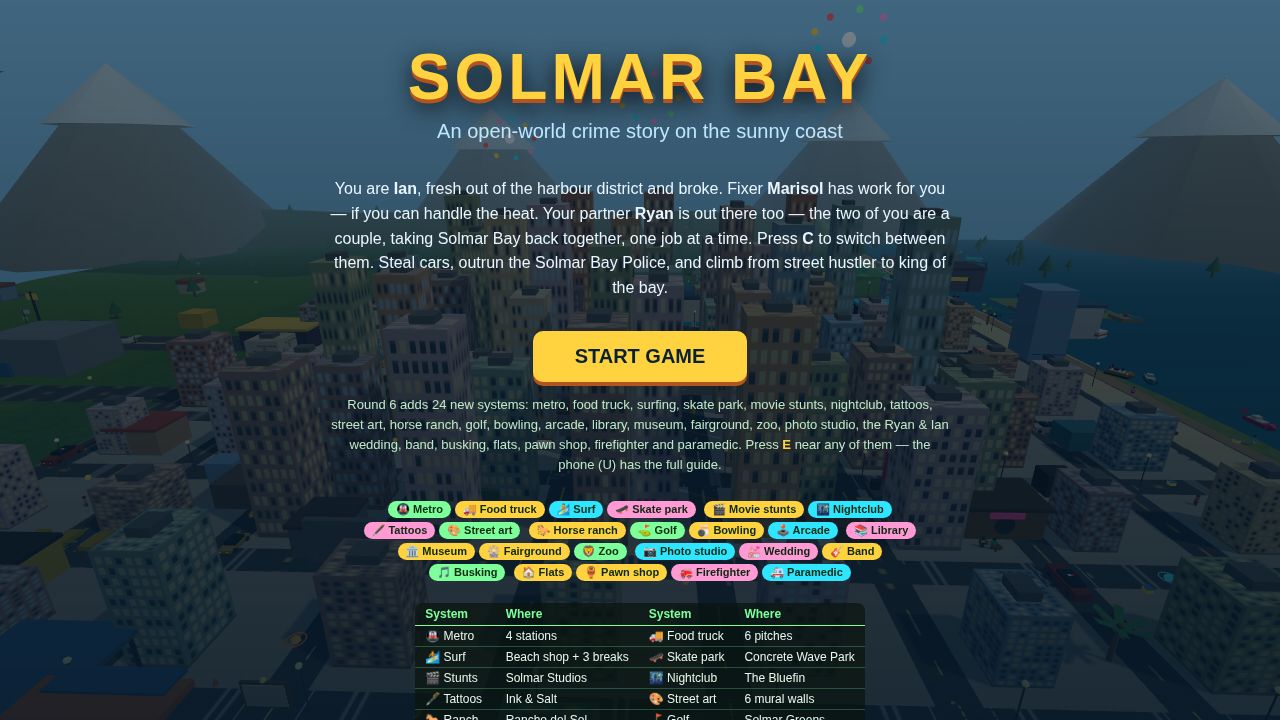 SOLMAR BAY
An open-world crime story on the sunny coast
You are Ian, fresh out of the harbour district and broke. Fixer Marisol has work for you
— if you can handle the heat. Your partner Ryan is out there too — the two of you are a
couple, taking Solmar Bay back together, one job at a time. Press C to switch between
them. Steal cars, outrun the Solmar Bay Police, and climb from street hustler to king of
the bay.
START GAME
Round 6 adds 24 new systems: metro, food truck, surfing, skate park, movie stunts, nightclub, tattoos,
street art, horse ranch, golf, bowling, arcade, library, museum, fairground, zoo, photo studio, the Ryan & Ian
wedding, band, busking, flats, pawn shop, firefighter and paramedic. Press E near any of them — the
phone (U) has the full guide.
Metro Food truck Surf Skate park Movie stunts Nightclub
Tattoos Street art Horse ranch Golf Bowling Arcade Library
Museum Fairground Zoo Photo studio Wedding Band
Busking Flats Pawn shop Firefighter Paramedic
System Where System Where
Metro 4 stations Food truck 6 pitches
Surf Beach shop + 3 breaks Skate park Concrete Wave Park
Stunts Solmar Studios Nightclub The Bluefin
Tattoos Ink & Salt Street art 6 mural walls
Ranch Rancho del Sol Golf Solmar Greens